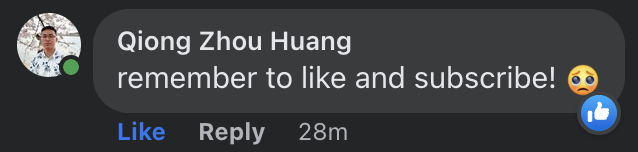 Qiong Zhou Huang
remember to like and subscribe! 🥺
Like Reply 28m